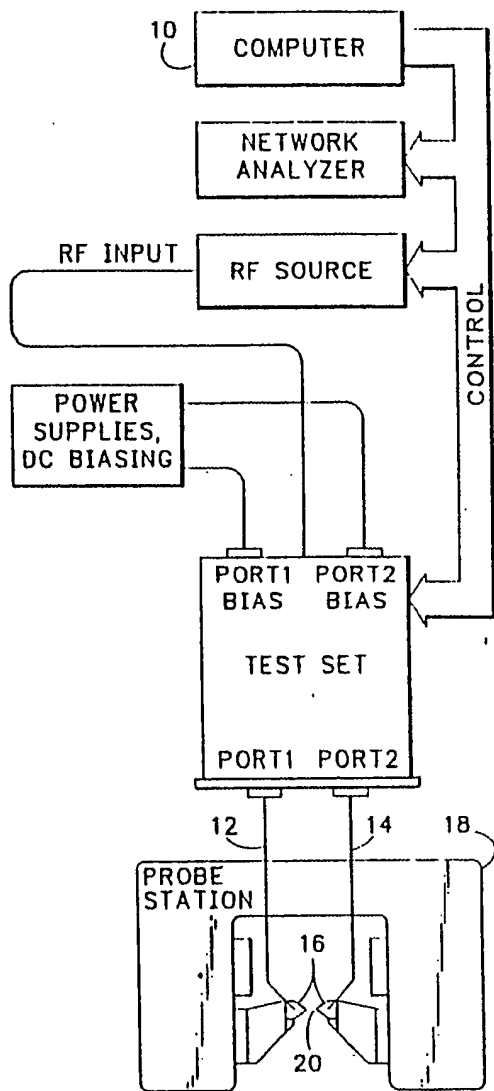 10
COMPUTER
NETWORK
ANALYZER
RF INPUT
RF SOURCE
CONTROL
POWER
SUPPLIES,
DC BIASING
PORT1 PORT2
BIAS BIAS
TEST SET
PORT1 PORT2
12
14
18
PROBE
STATION
16
20